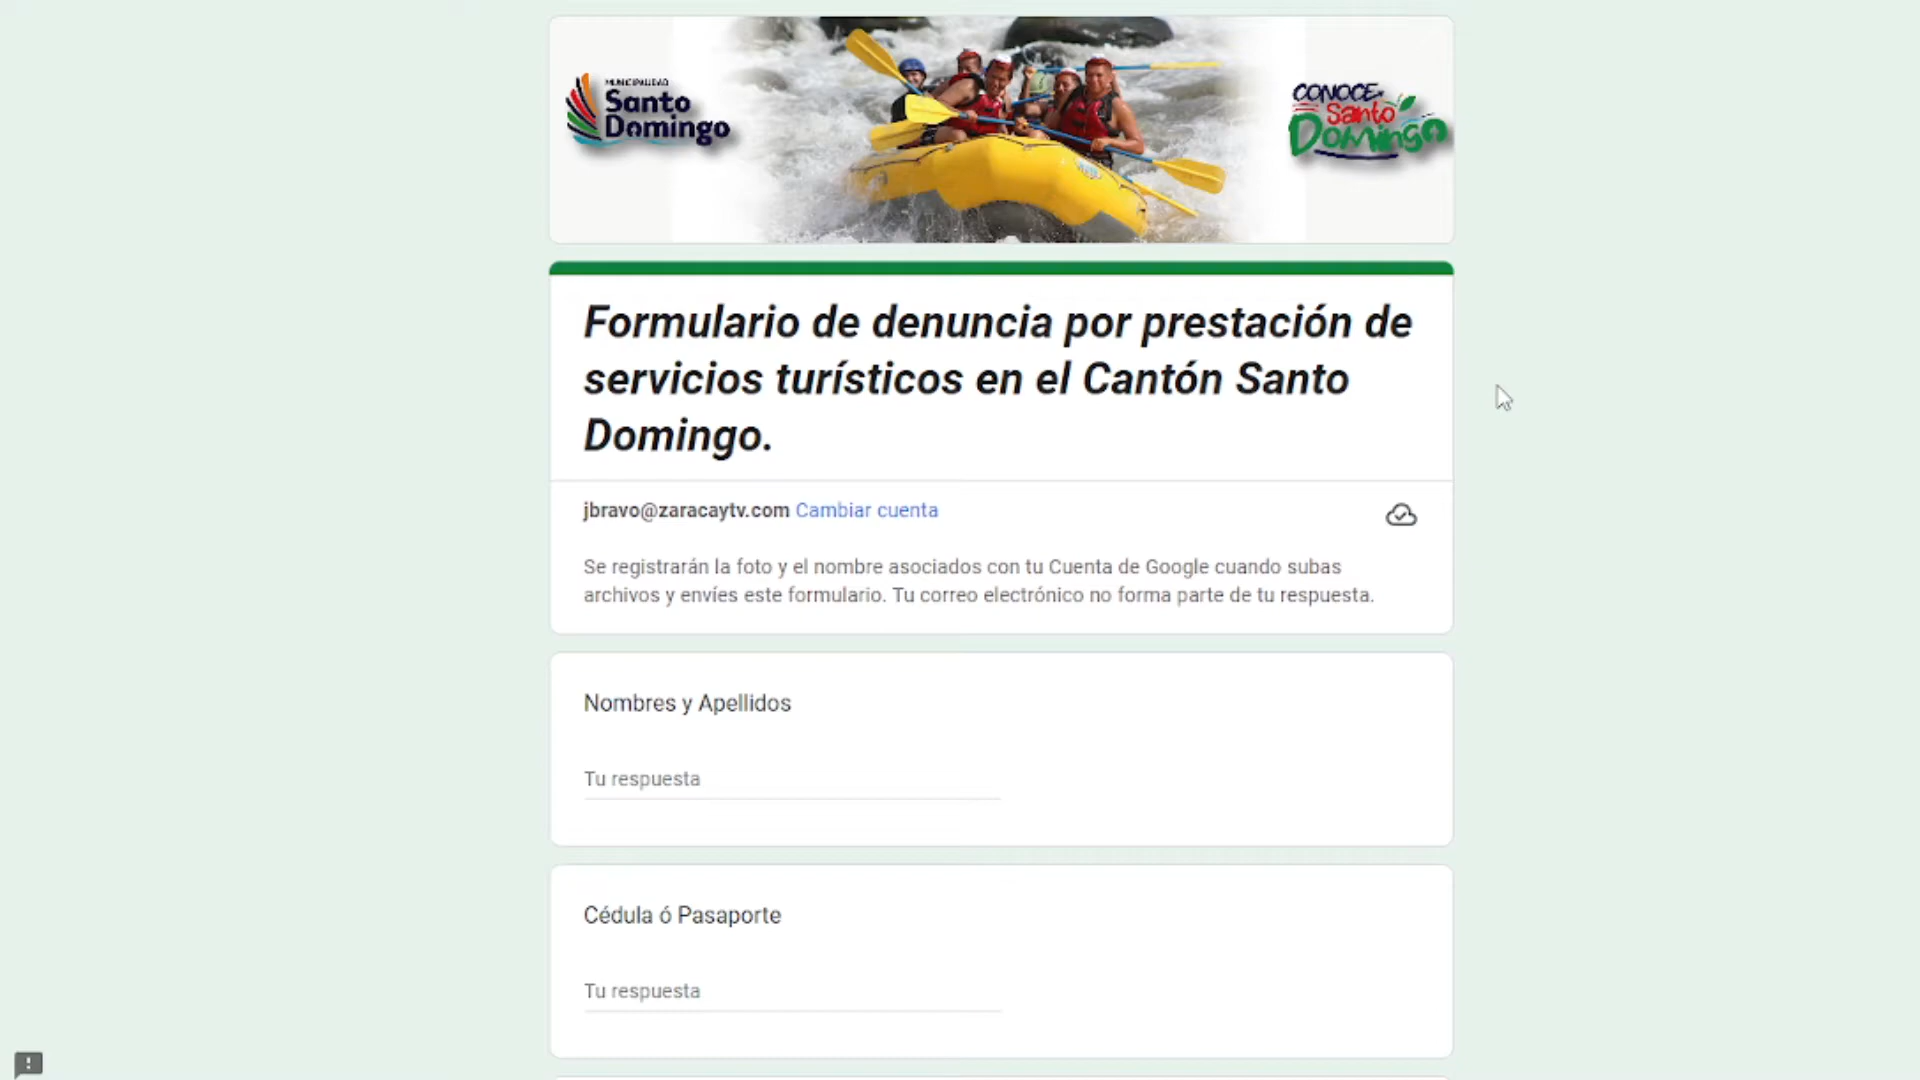 MUNICIPALIDAD
Santo
Domingo
CONOCE
Santo
Domingo
Formulario de denuncia por prestación de
servicios turísticos en el Cantón Santo
Domingo.
jbravo@zaracaytv.com Cambiar cuenta
Se registrarán la foto y el nombre asociados con tu Cuenta de Google cuando subas
archivos y envíes este formulario. Tu correo electrónico no forma parte de tu respuesta.
Nombres y Apellidos
Tu respuesta
Cédula ó Pasaporte
Tu respuesta